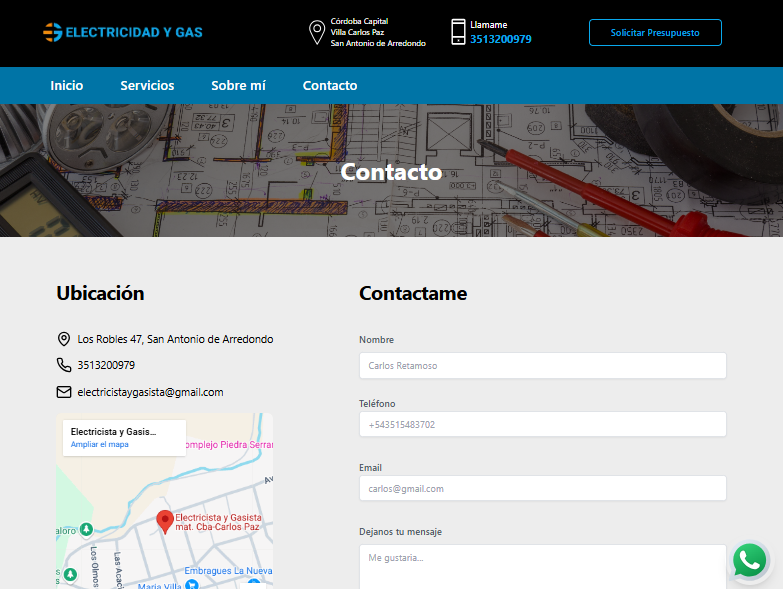 ELECTRICIDAD Y GAS
Córdoba Capital
Villa Carlos Paz
San Antonio de Arredondo
Llamame
3513200979
Solicitar Presupuesto
Inicio
Servicios
Sobre mí
Contacto
Contacto
Ubicación
Los Robles 47, San Antonio de Arredondo
3513200979
electricistaygasista@gmail.com
Electricista y Gasis...
Ampliar el mapa
omplejo Piedra Serrar
Av
Electricista y Gasista
mat. Cba-Carlos Paz
aloro
Los Olmos
Las Acac
Embragues La Nueva
Maria Villa
Contactame
Nombre
Carlos Retamoso
Teléfono
+543515483702
Email
carlos@gmail.com
Dejanos tu mensaje
Me gustaria...